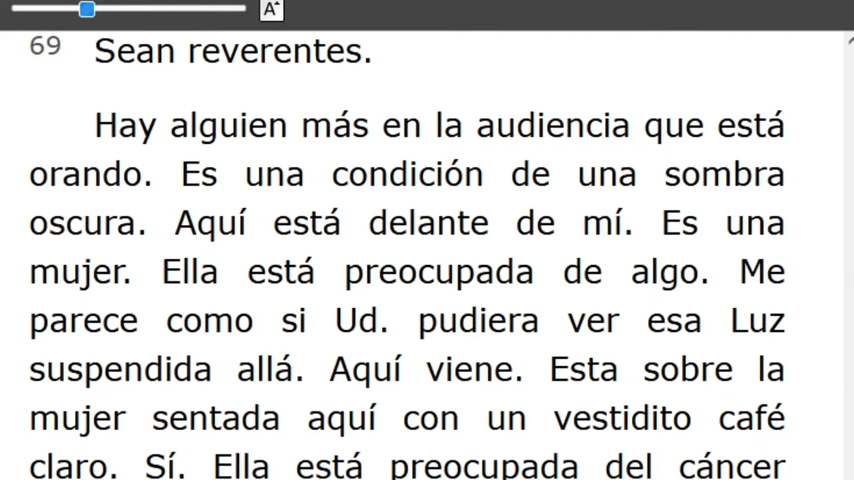 A
69 Sean reverentes.
Hay alguien más en la audiencia que está
orando. Es una condición de una sombra
oscura. Aquí está delante de mí. Es una
mujer. Ella está preocupada de algo. Me
parece como si Ud. pudiera ver esa Luz
suspendida allá. Aquí viene. Esta sobre la
mujer sentada aquí con un vestidito café
claro. Sí. Ella está preocupada del cáncer